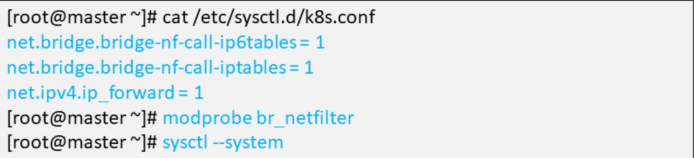 [root@master ~]# cat /etc/sysctl.d/k8s.conf
net.bridge.bridge-nf-call-ip6tables = 1
net.bridge.bridge-nf-call-iptables = 1
net.ipv4.ip_forward = 1
[root@master ~]# modprobe br_netfilter
[root@master ~]# sysctl --system